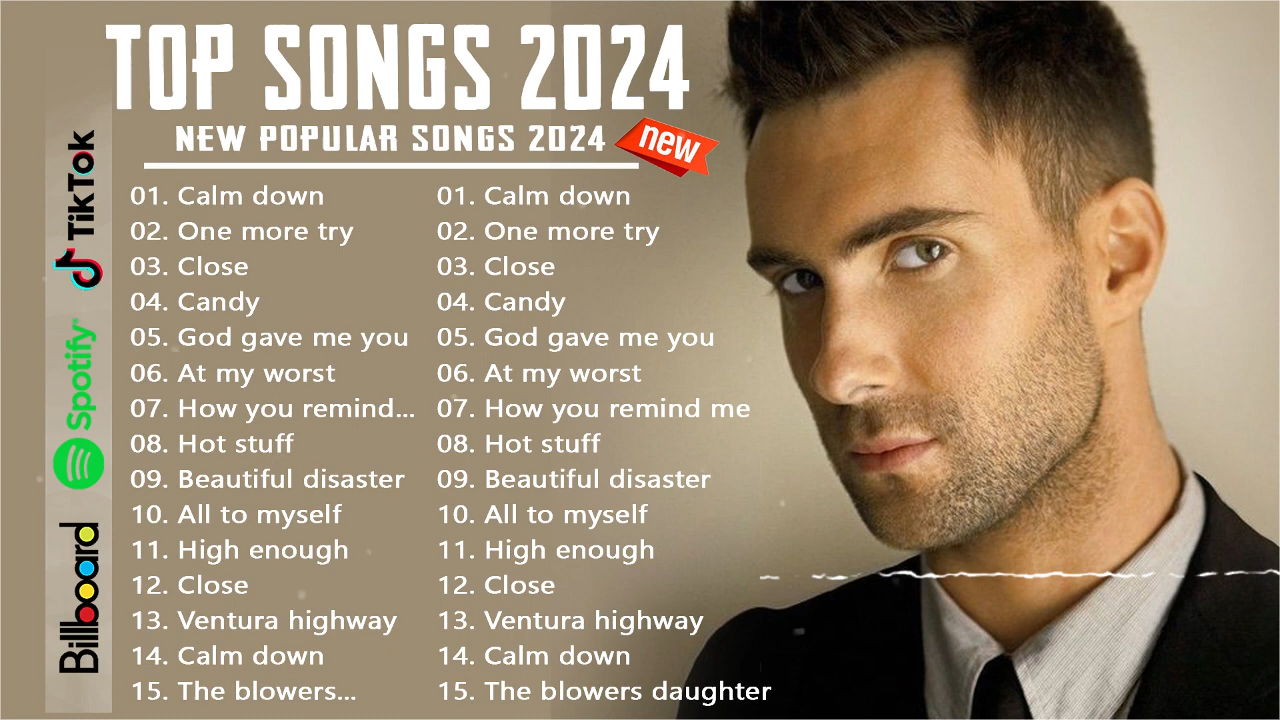 TOP SONGS 2024
NEW POPULAR SONGS 2024
new
TikTok
Spotify
Billboard
01. Calm down
02. One more try
03. Close
04. Candy
05. God gave me you
06. At my worst
07. How you remind...
08. Hot stuff
09. Beautiful disaster
10. All to myself
11. High enough
12. Close
13. Ventura highway
14. Calm down
15. The blowers...
01. Calm down
02. One more try
03. Close
04. Candy
05. God gave me you
06. At my worst
07. How you remind me
08. Hot stuff
09. Beautiful disaster
10. All to myself
11. High enough
12. Close
13. Ventura highway
14. Calm down
15. The blowers daughter